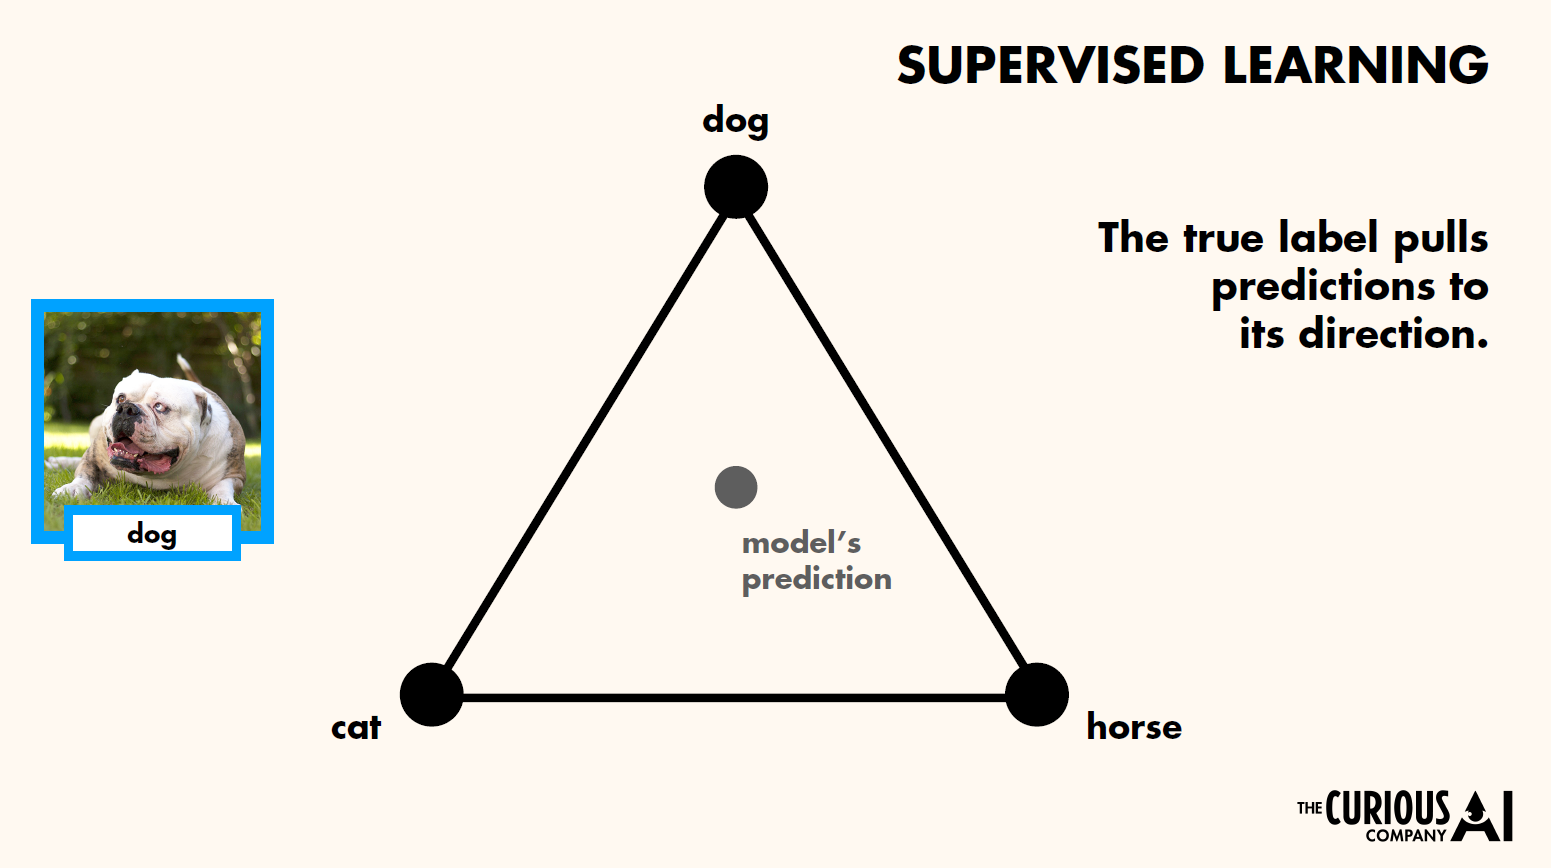 SUPERVISED LEARNING
dog
The true label pulls
predictions to
its direction.
dog
model’s
prediction
cat
horse
THE CURIOUS AI
COMPANY